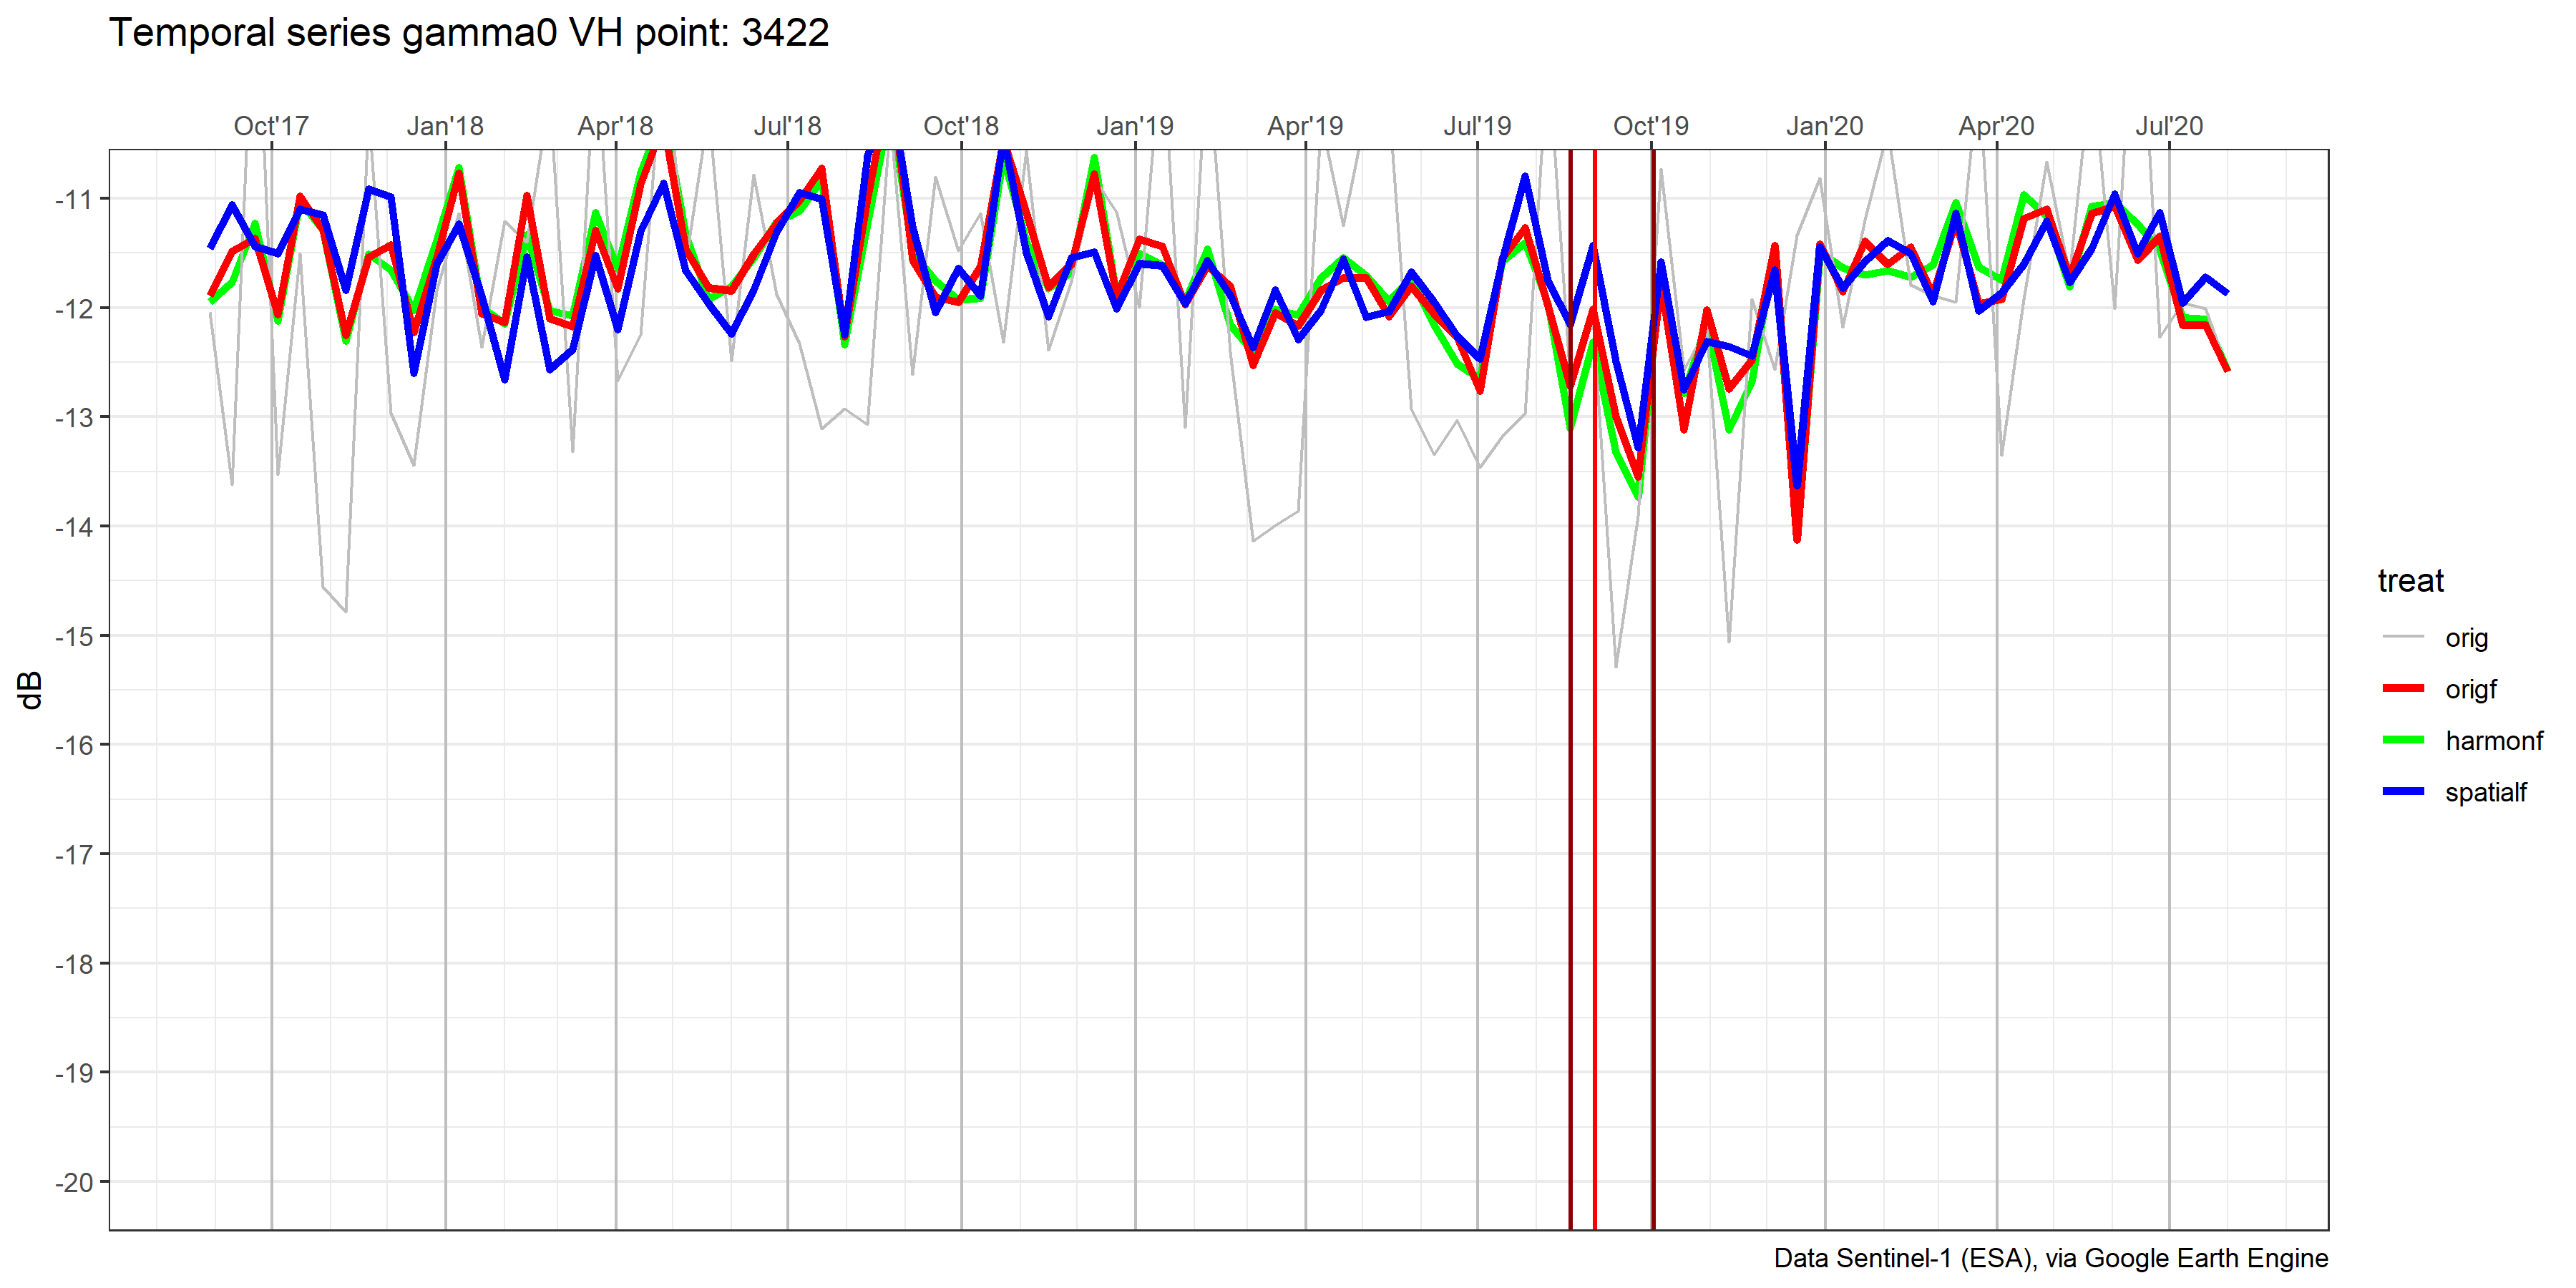 Temporal series gamma0 VH point: 3422
Oct'17 Jan'18 Apr'18 Jul'18 Oct'18 Jan'19 Apr'19 Jul'19 Oct'19 Jan'20 Apr'20 Jul'20
-11
-12
-13
-14
-15
-16
-17
-18
-19
-20
dB
treat
orig
origf
harmonf
spatialf
Data Sentinel-1 (ESA), via Google Earth Engine